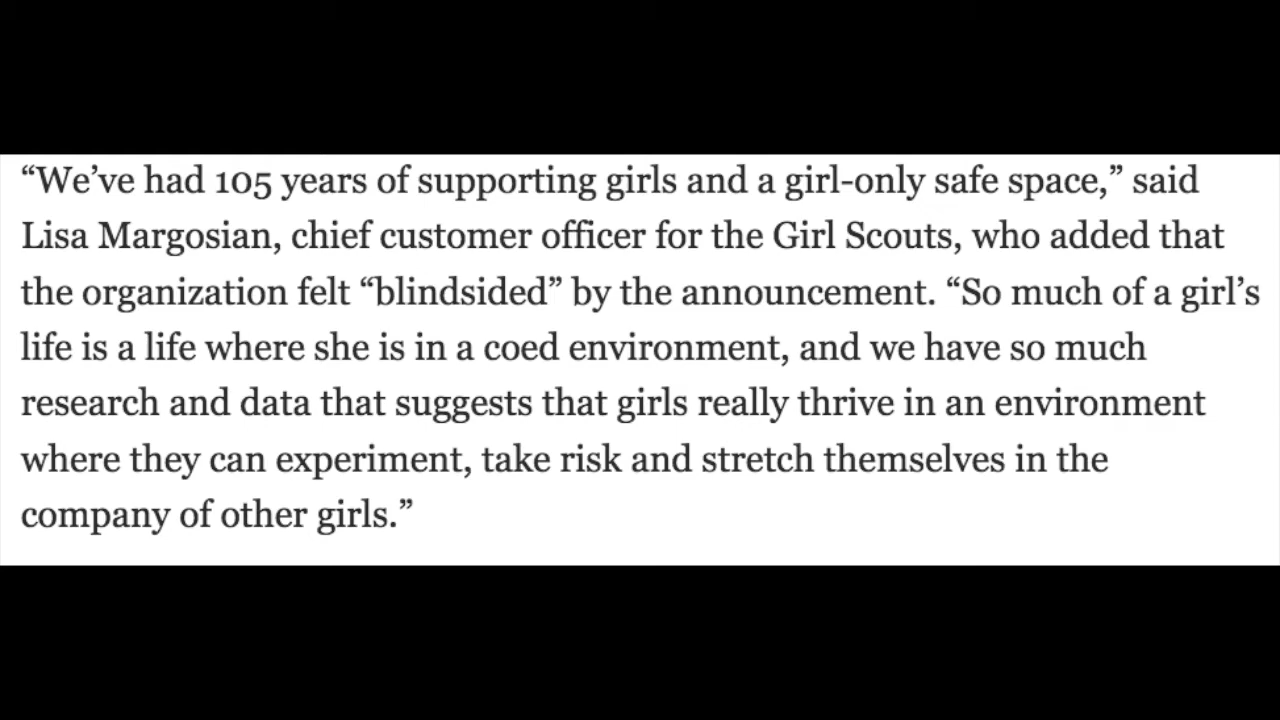 “We’ve had 105 years of supporting girls and a girl-only safe space,” said
Lisa Margosian, chief customer officer for the Girl Scouts, who added that
the organization felt “blindsided” by the announcement. “So much of a girl’s
life is a life where she is in a coed environment, and we have so much
research and data that suggests that girls really thrive in an environment
where they can experiment, take risk and stretch themselves in the
company of other girls.”